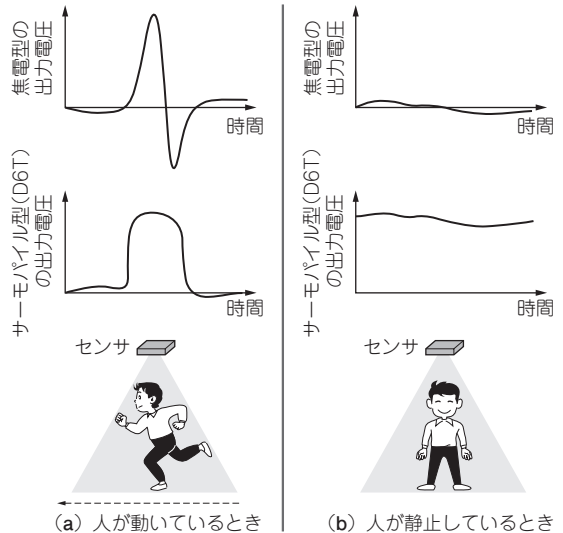 焦電型の
出力電圧
時間
サーモパイル型(D6T)
の出力電圧
時間
センサ
(a) 人が動いているとき
焦電型の
出力電圧
時間
サーモパイル型(D6T)
の出力電圧
時間
センサ
(b) 人が静止しているとき